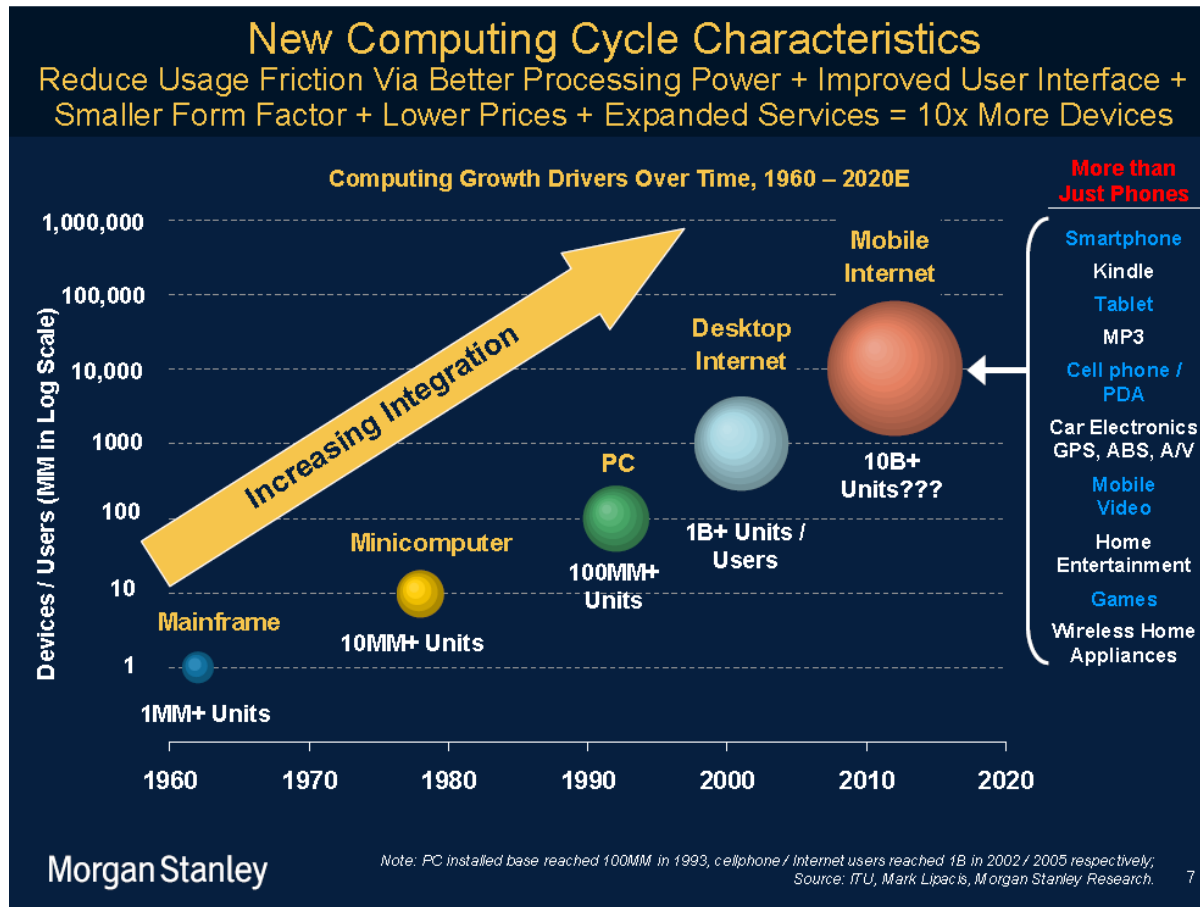 New Computing Cycle Characteristics
Reduce Usage Friction Via Better Processing Power + Improved User Interface +
Smaller Form Factor + Lower Prices + Expanded Services = 10x More Devices
Computing Growth Drivers Over Time, 1960 – 2020E
More than
Just Phones
Devices / Users (MM in Log Scale)
1,000,000
100,000
10,000
1000
100
10
1
Increasing Integration
Mainframe
1MM+ Units
Minicomputer
10MM+ Units
PC
100MM+
Units
Desktop
Internet
1B+ Units /
Users
Mobile
Internet
10B+
Units???
Smartphone
Kindle
Tablet
MP3
Cell phone /
PDA
Car Electronics
GPS, ABS, A/V
Mobile
Video
Home
Entertainment
Games
Wireless Home
Appliances
1960 1970 1980 1990 2000 2010 2020
Morgan Stanley
Note: PC installed base reached 100MM in 1993, cellphone / Internet users reached 1B in 2002 / 2005 respectively;
Source: ITU, Mark Lipacis, Morgan Stanley Research.
7